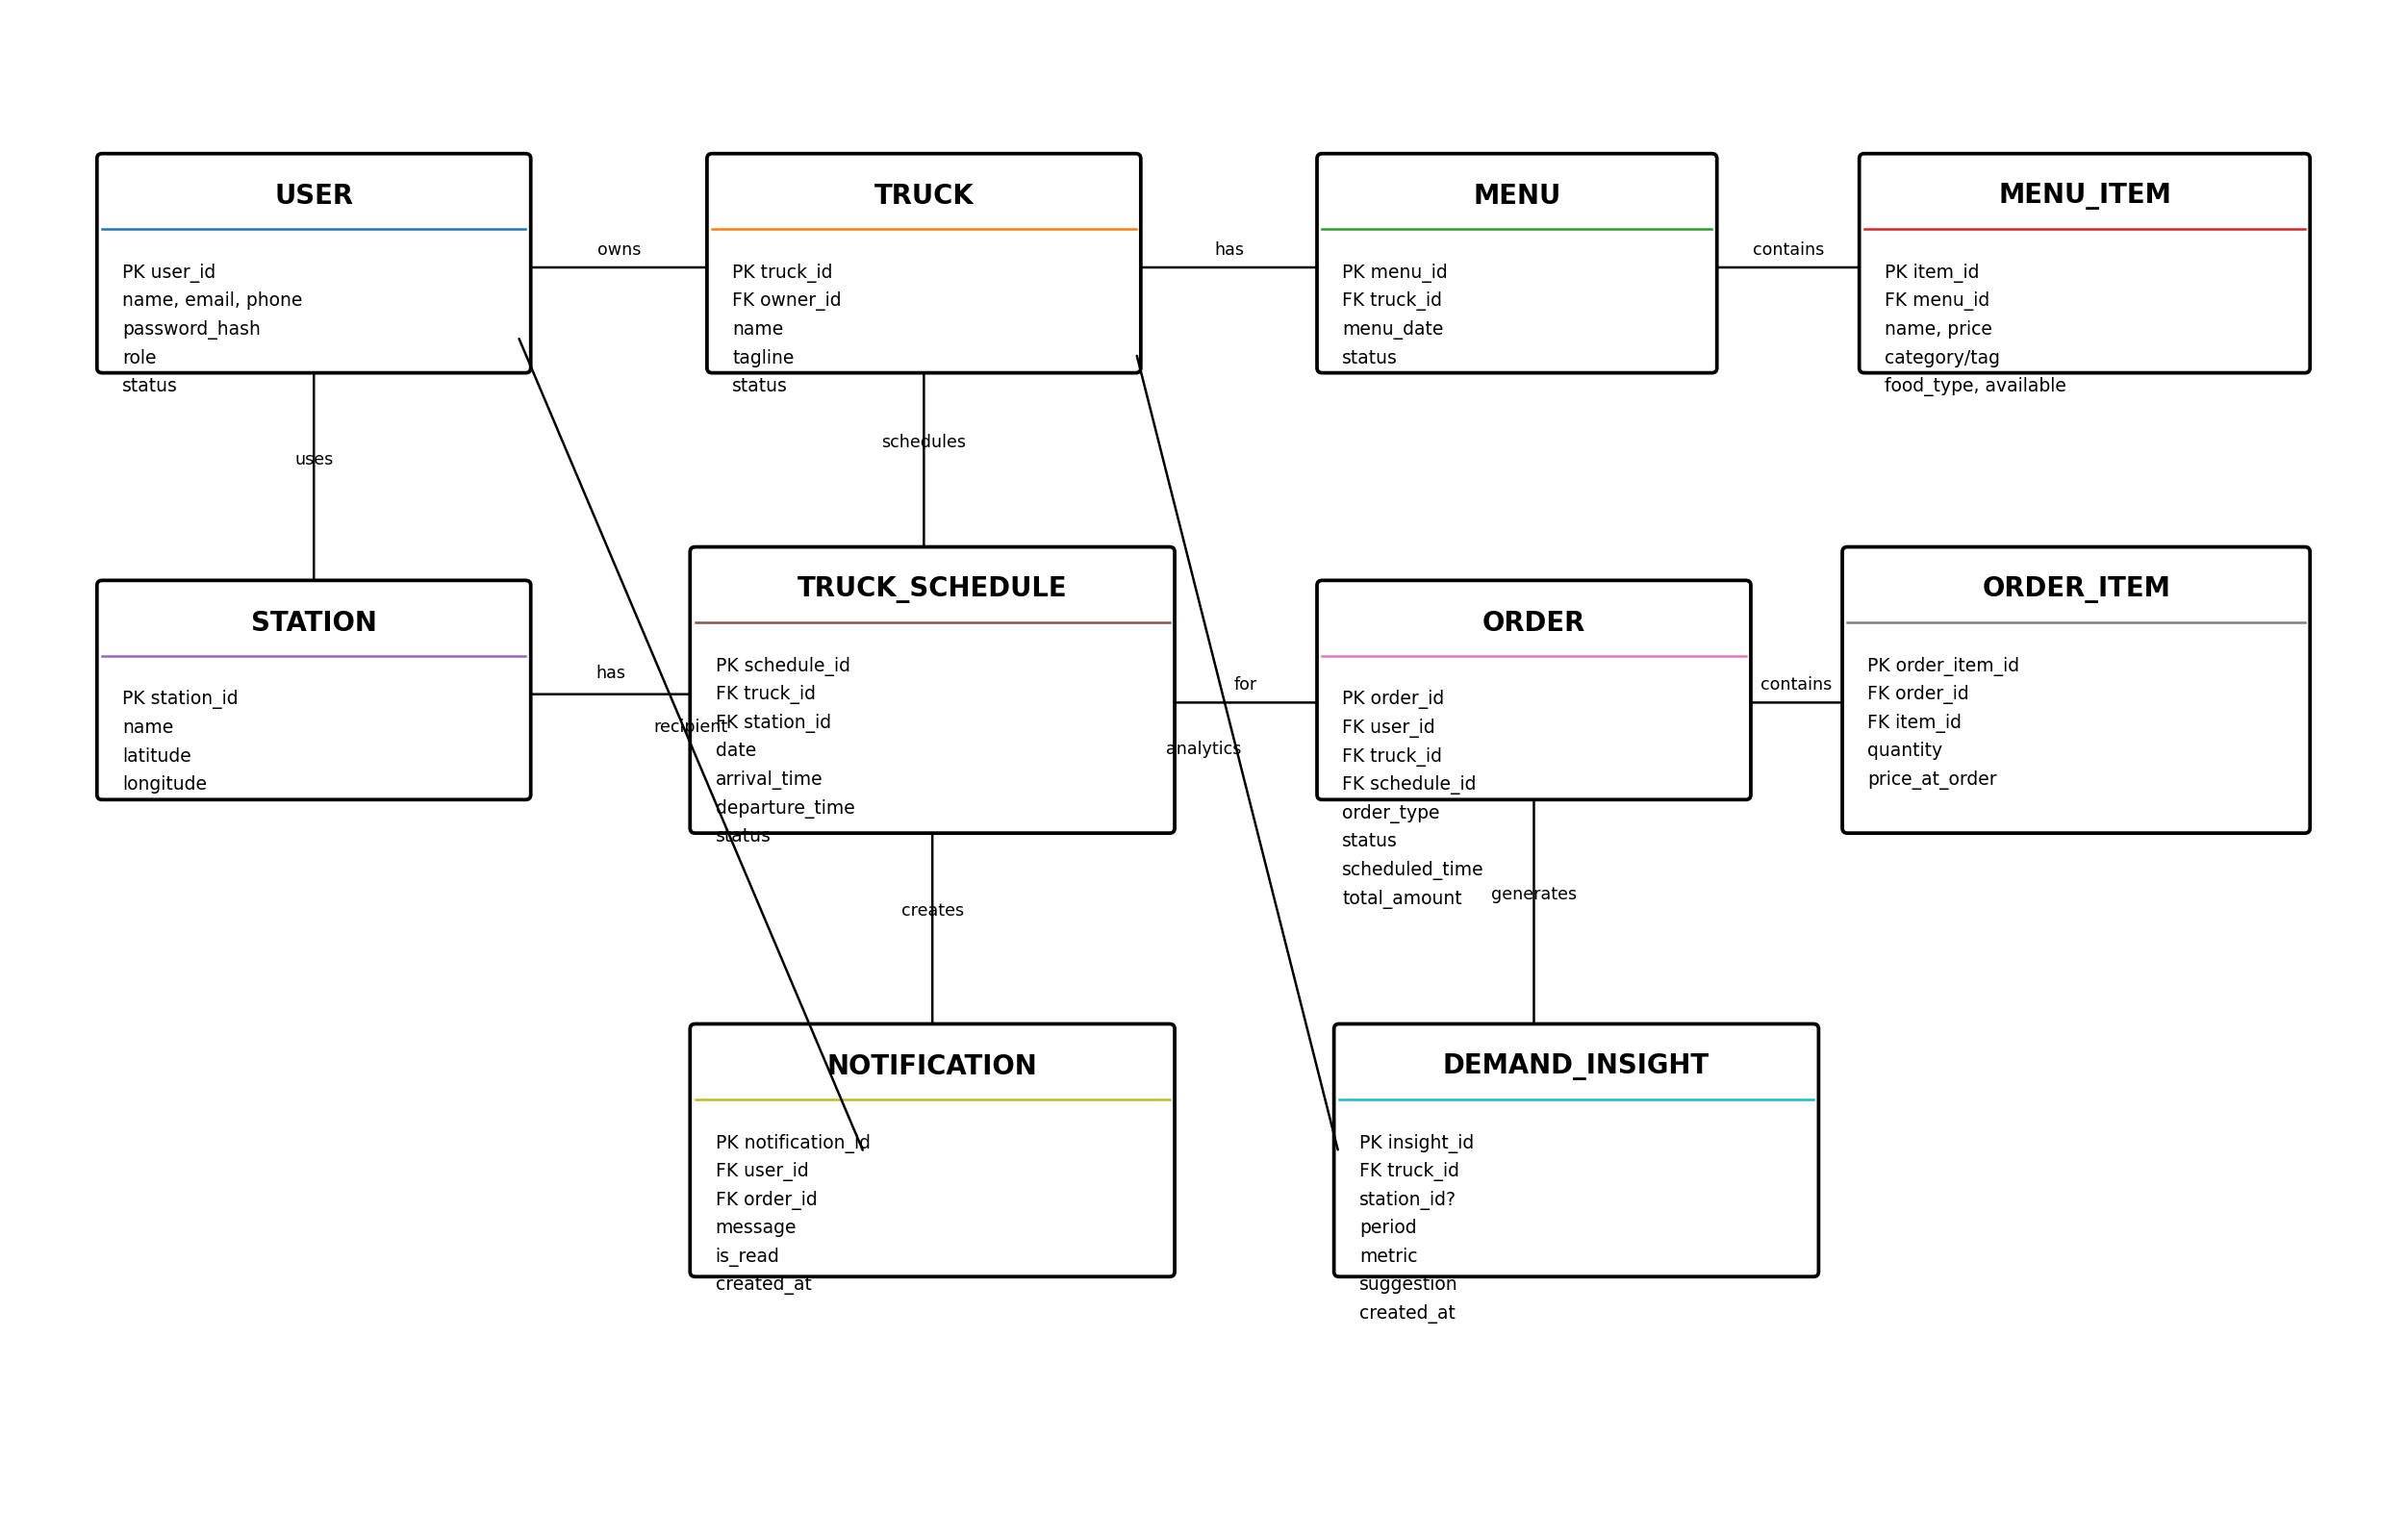 USER
PK user_id
name, email, phone
password_hash
role
status
owns
TRUCK
PK truck_id
FK owner_id
name
tagline
status
has
MENU
PK menu_id
FK truck_id
menu_date
status
contains
MENU_ITEM
PK item_id
FK menu_id
name, price
category/tag
food_type, available
uses
schedules
STATION
PK station_id
name
latitude
longitude
has
recipient
TRUCK_SCHEDULE
PK schedule_id
FK truck_id
FK station_id
date
arrival_time
departure_time
status
for
analytics
ORDER
PK order_id
FK user_id
FK truck_id
FK schedule_id
order_type
status
scheduled_time
total_amount
contains
ORDER_ITEM
PK order_item_id
FK order_id
FK item_id
quantity
price_at_order
creates
generates
NOTIFICATION
PK notification_id
FK user_id
FK order_id
message
is_read
created_at
DEMAND_INSIGHT
PK insight_id
FK truck_id
station_id?
period
metric
suggestion
created_at